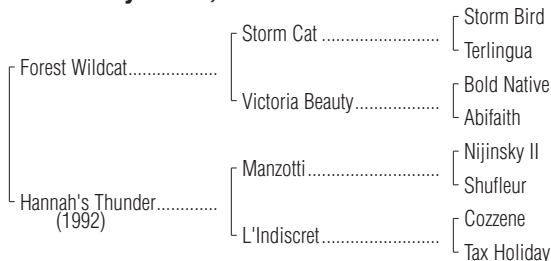 Storm Bird
Storm Cat
Terlingua
Forest Wildcat
Bold Native
Victoria Beauty
Abifaith
Nijinsky II
Manzotti
Shufleur
Hannah's Thunder
(1992)
Cozzene
L'Indiscret
Tax Holiday